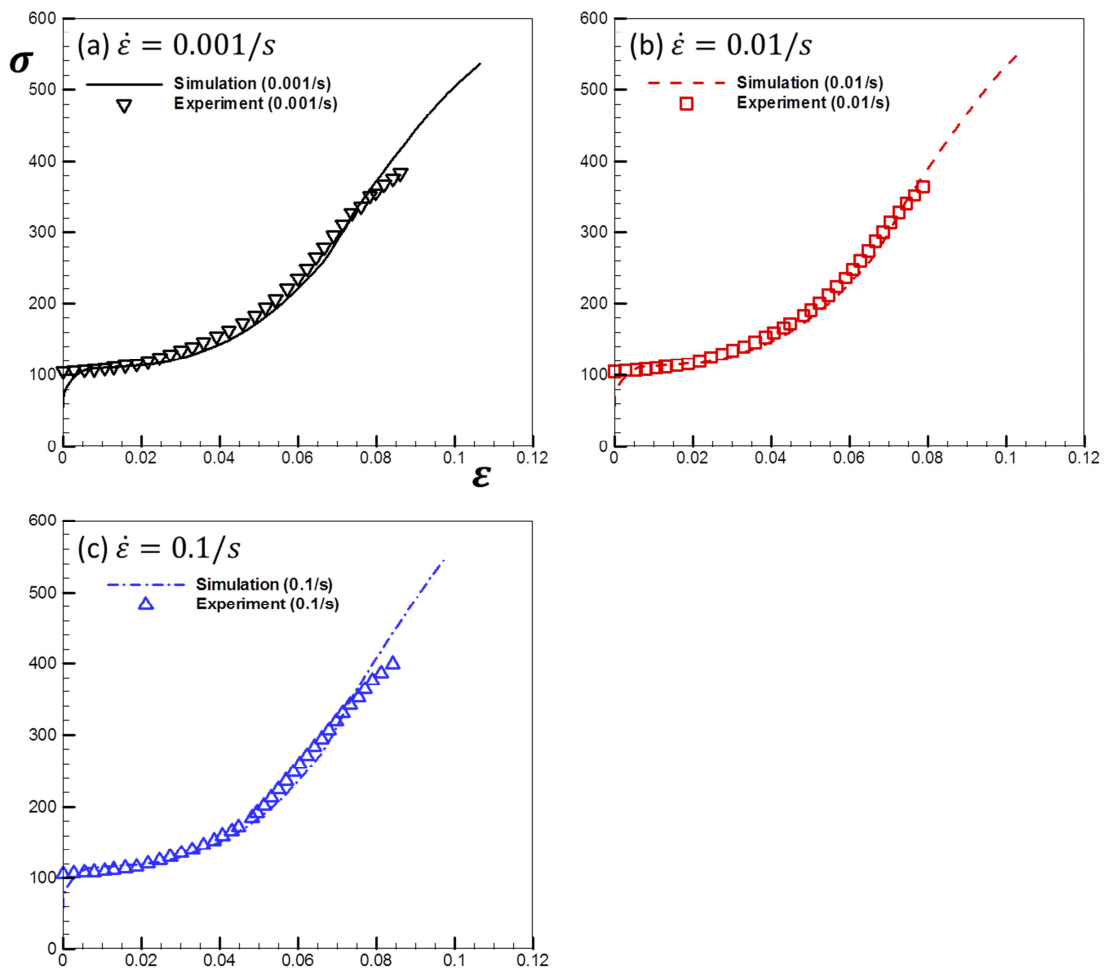 (a) ε̇ = 0.001/s
σ
Simulation (0.001/s)
Experiment (0.001/s)
600
500
400
300
200
100
0
0 0.02 0.04 0.06 0.08 0.1 0.12
ε
(b) ε̇ = 0.01/s
Simulation (0.01/s)
Experiment (0.01/s)
600
500
400
300
200
100
0
0 0.02 0.04 0.06 0.08 0.1 0.12
(c) ε̇ = 0.1/s
Simulation (0.1/s)
Experiment (0.1/s)
600
500
400
300
200
100
0
0 0.02 0.04 0.06 0.08 0.1 0.12